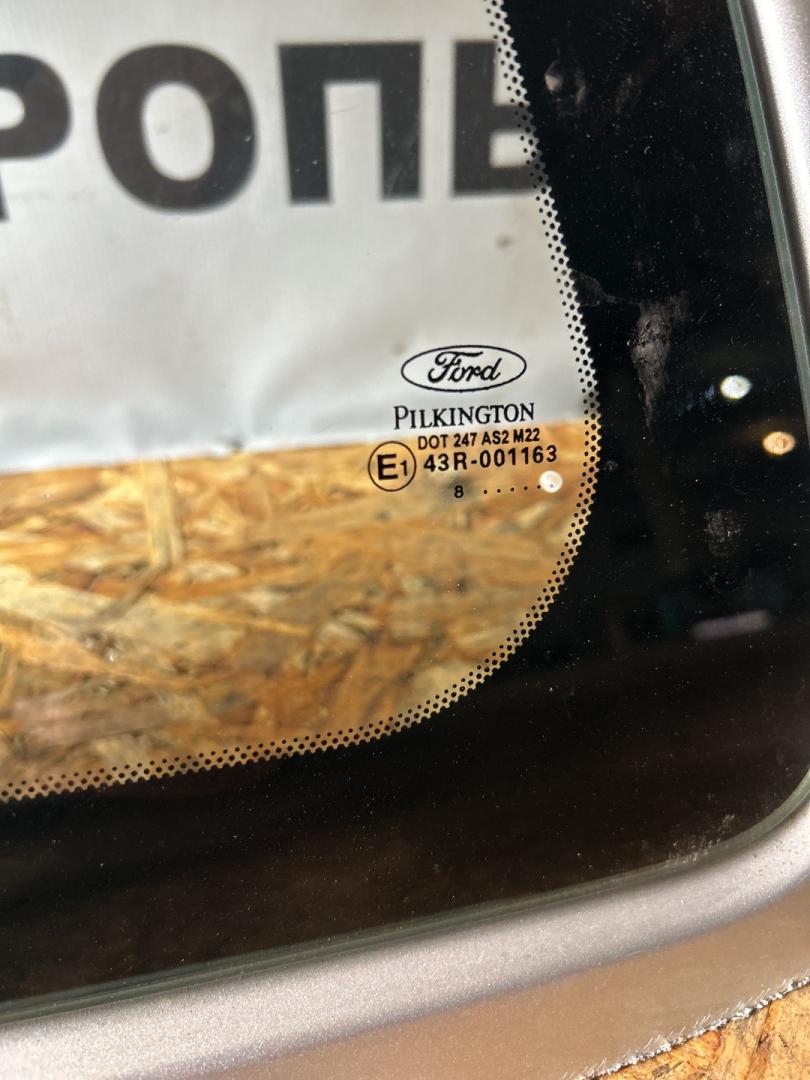 РОПЬ
Ford
PILKINGTON
DOT 247 AS2 M22
E1 43R-001163
8 .....